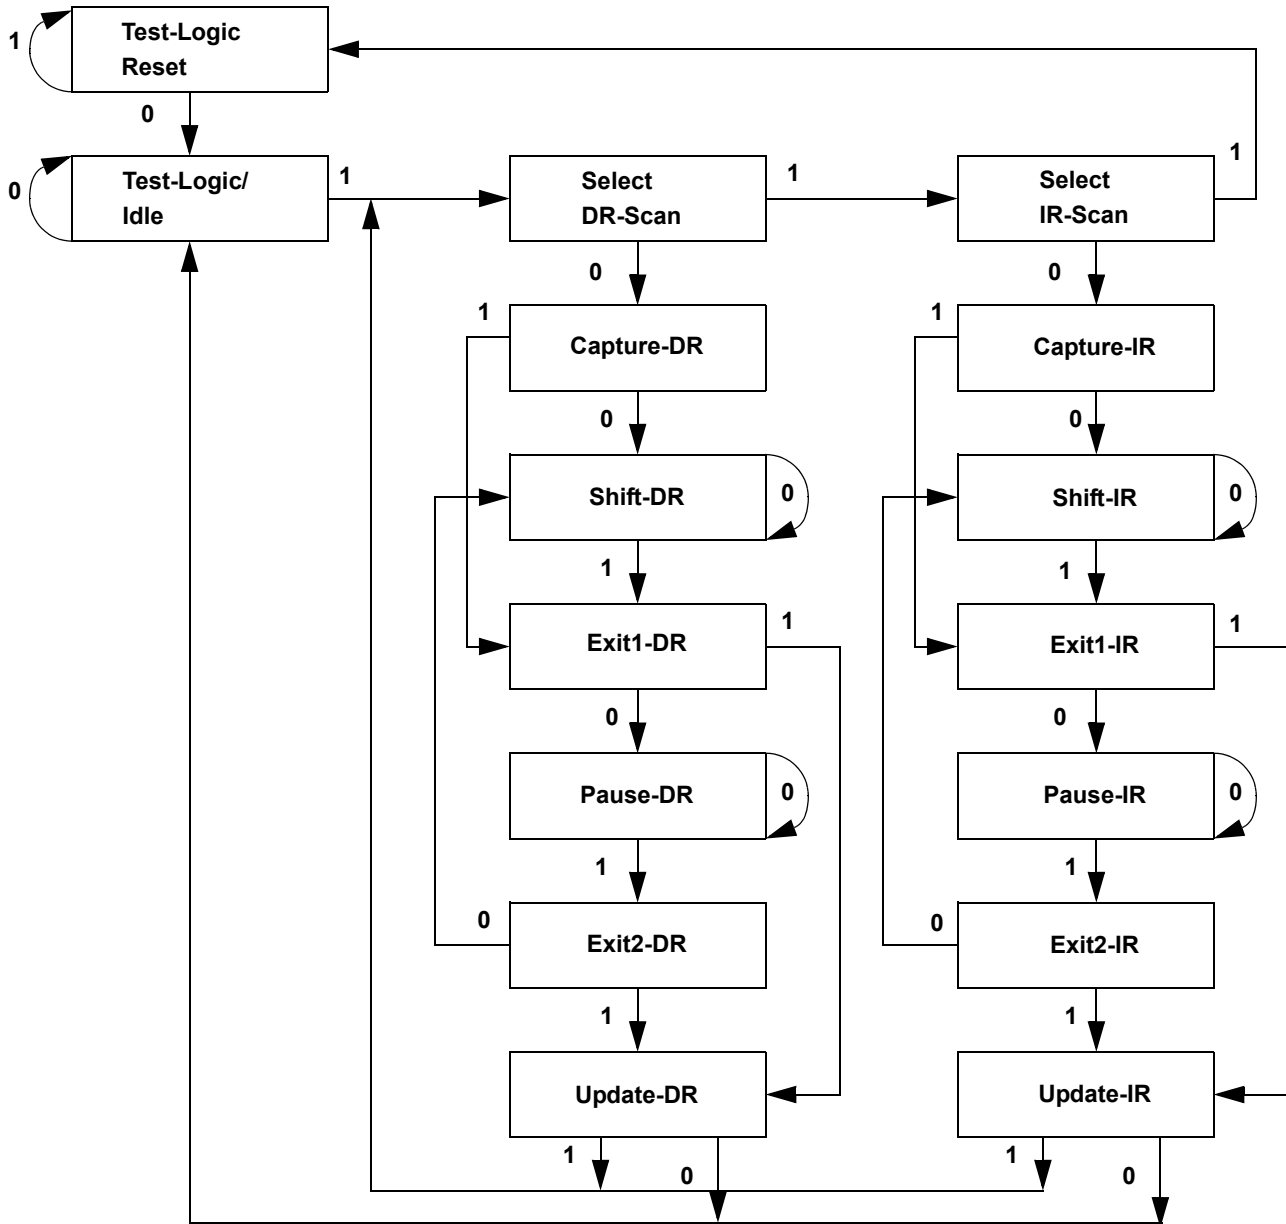 1
Test-Logic
Reset
0
0
Test-Logic/
Idle
1
Select
DR-Scan
1
Select
IR-Scan
1
0
0
1
Capture-DR
1
Capture-IR
0
0
Shift-DR
0
Shift-IR
0
1
1
Exit1-DR
1
Exit1-IR
1
0
0
Pause-DR
0
Pause-IR
0
1
1
0
Exit2-DR
0
Exit2-IR
1
1
Update-DR
Update-IR
1
0
1
0